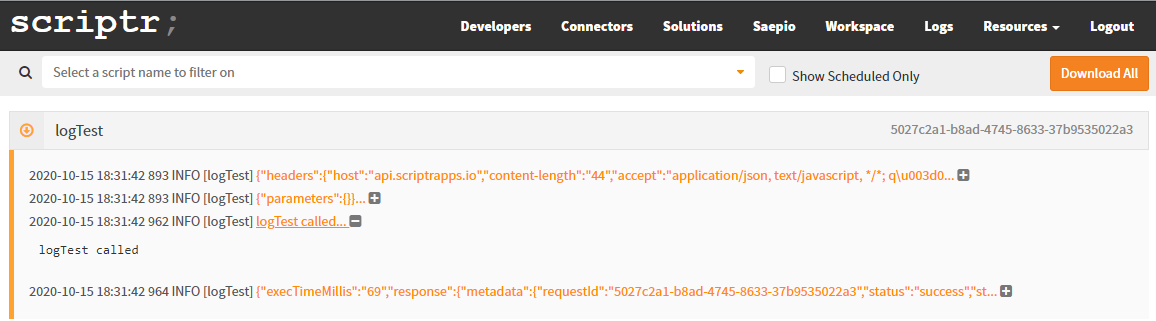 scriptr;
Developers Connectors Solutions Saepio Workspace Logs Resources Logout
Select a script name to filter on Show Scheduled Only Download All
logTest 5027c2a1-b8ad-4745-8633-37b9535022a3
2020-10-15 18:31:42 893 INFO [logTest] {"headers":{"host":"api.scriptrapps.io","content-length":"44","accept":"application/json, text/javascript, */*; q\u003d0...
2020-10-15 18:31:42 893 INFO [logTest] {"parameters":{}}...
2020-10-15 18:31:42 962 INFO [logTest] logTest called...
logTest called
2020-10-15 18:31:42 964 INFO [logTest] {"execTimeMillis":"69","response":{"metadata":{"requestId":"5027c2a1-b8ad-4745-8633-37b9535022a3","status":"success","st...